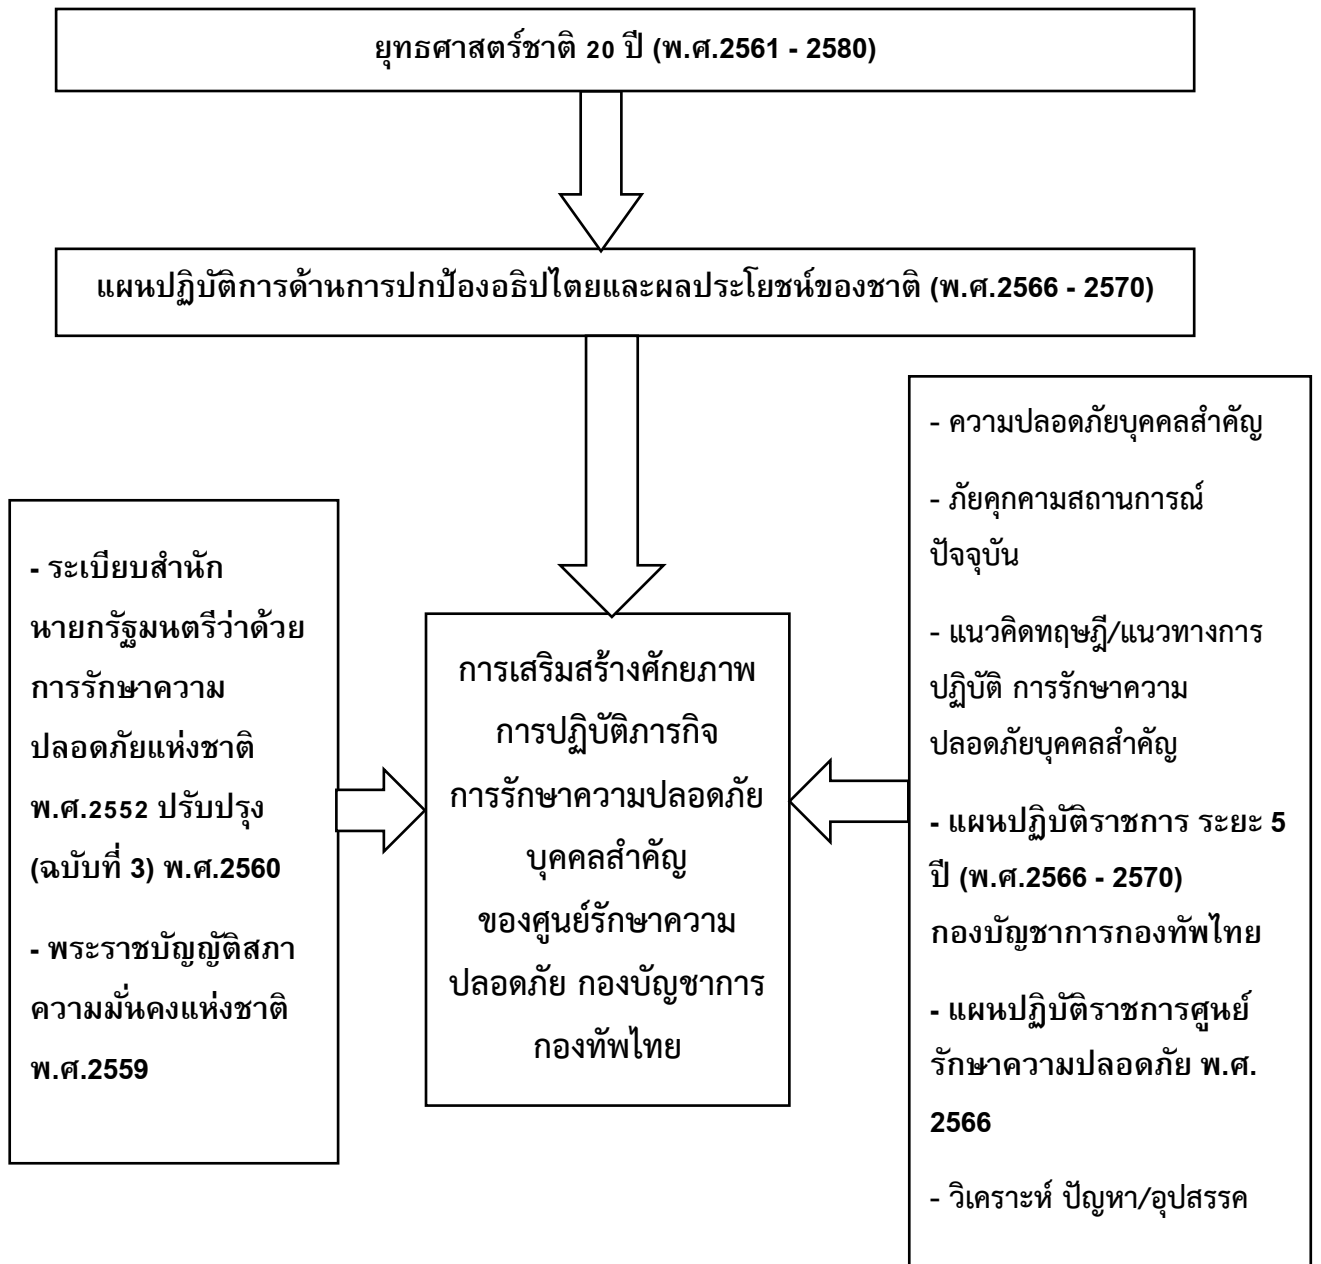 ยุทธศาสตร์ชาติ 20 ปี (พ.ศ.2561 - 2580)
แผนปฏิบัติการด้านการปกป้องอธิปไตยและผลประโยชน์ของชาติ (พ.ศ.2566 - 2570)
- ระเบียบสำนัก
นายกรัฐมนตรีว่าด้วย
การรักษาความ
ปลอดภัยแห่งชาติ
พ.ศ.2552 ปรับปรุง
(ฉบับที่ 3) พ.ศ.2560
- พระราชบัญญัติสภา
ความมั่นคงแห่งชาติ
พ.ศ.2559
การเสริมสร้างศักยภาพ
การปฏิบัติภารกิจ
การรักษาความปลอดภัย
บุคคลสำคัญ
ของศูนย์รักษาความ
ปลอดภัย กองบัญชาการ
กองทัพไทย
- ความปลอดภัยบุคคลสำคัญ
- ภัยคุกคามสถานการณ์
ปัจจุบัน
- แนวคิดทฤษฎี/แนวทางการ
ปฏิบัติ การรักษาความ
ปลอดภัยบุคคลสำคัญ
- แผนปฏิบัติราชการ ระยะ 5
ปี (พ.ศ.2566 - 2570)
กองบัญชาการกองทัพไทย
- แผนปฏิบัติราชการศูนย์
รักษาความปลอดภัย พ.ศ.
2566
- วิเคราะห์ ปัญหา/อุปสรรค